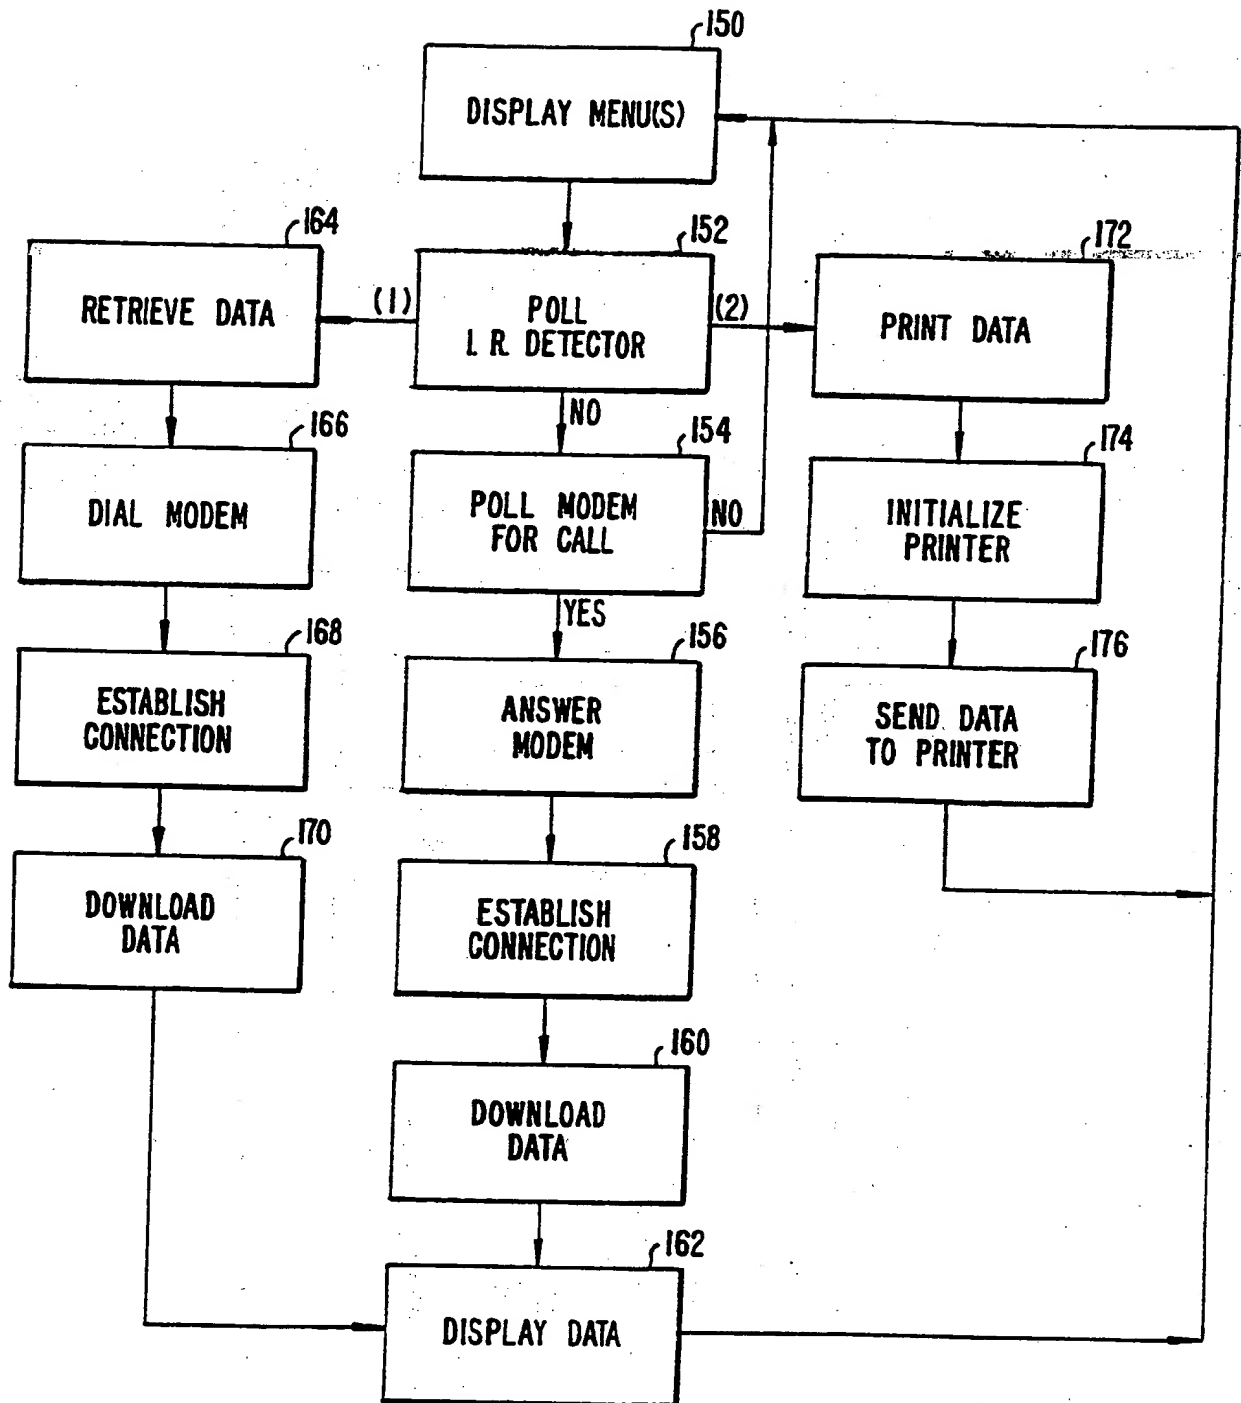 150
DISPLAY MENU(S)
164
152
172
RETRIEVE DATA
(1)
POLL
I. R. DETECTOR
(2)
PRINT DATA
NO
166
154
174
DIAL MODEM
POLL MODEM
FOR CALL
NO
INITIALIZE
PRINTER
YES
168
156
176
ESTABLISH
CONNECTION
ANSWER
MODEM
SEND DATA
TO PRINTER
170
158
DOWNLOAD
DATA
ESTABLISH
CONNECTION
160
DOWNLOAD
DATA
162
DISPLAY DATA